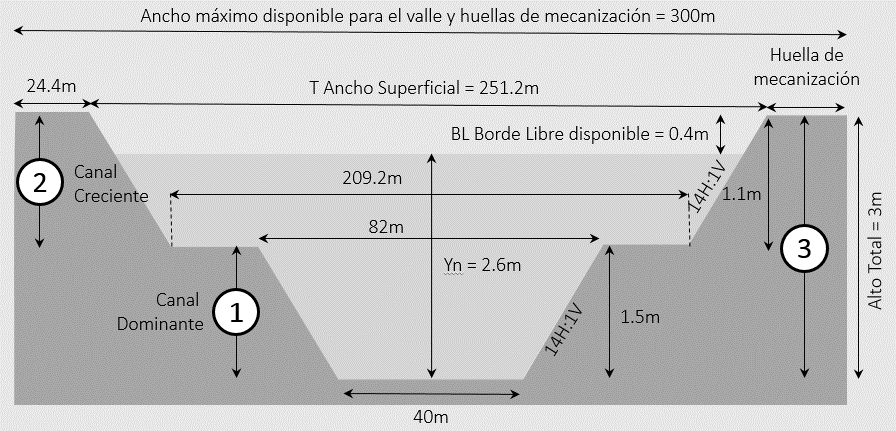 Ancho máximo disponible para el valle y huellas de mecanización = 300m
Huella de
mecanización
24.4m
T Ancho Superficial = 251.2m
BL Borde Libre disponible = 0.4m
2
Canal
Creciente
209.2m
14H:1V
1.1m
82m
3
Alto Total = 3m
Yn = 2.6m
Canal
Dominante
1
14H:1V
1.5m
40m